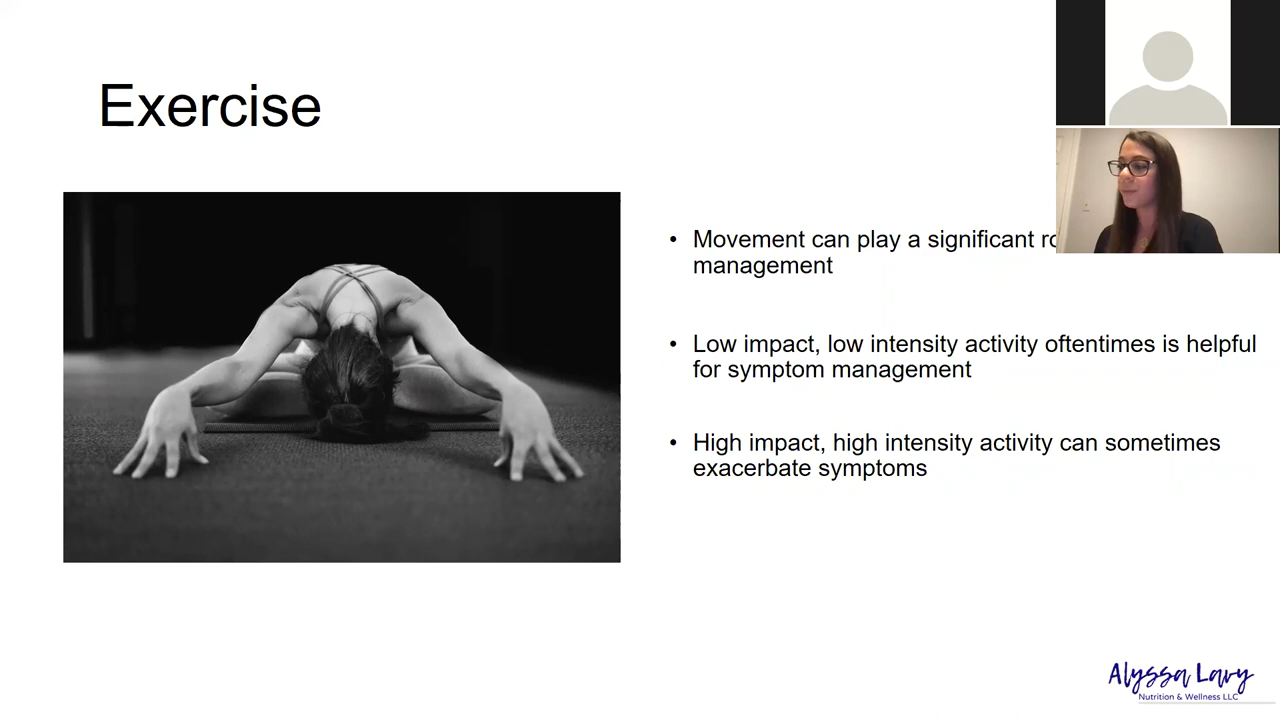 Exercise
• Movement can play a significant
management
• Low impact, low intensity activity oftentimes is helpful
for symptom management
• High impact, high intensity activity can sometimes
exacerbate symptoms
Alyssa Lavy
Nutrition & Wellness LLC